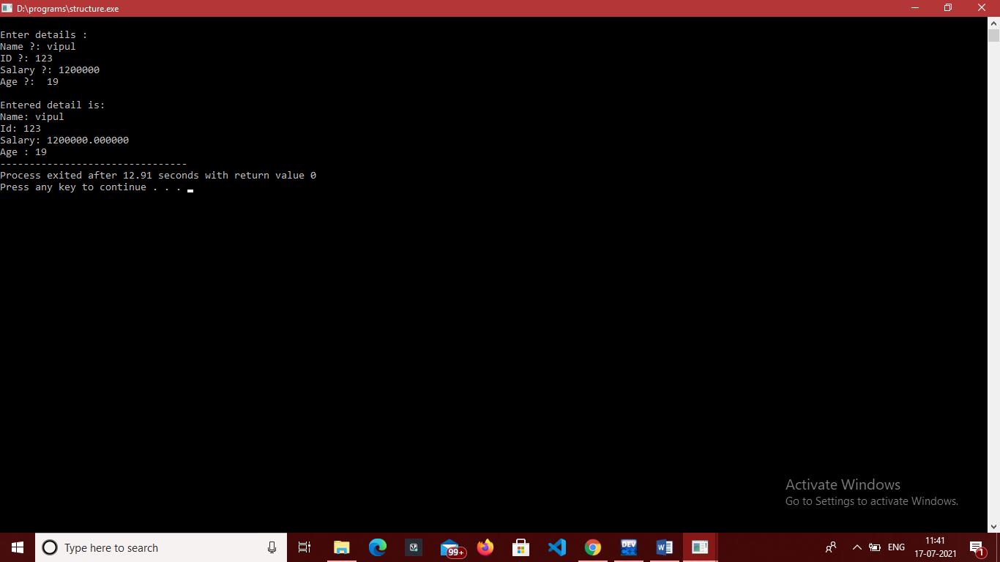 D:\programs\structure.exe
Enter details :
Name ?: vipul
ID ?: 123
Salary ?: 1200000
Age ?:  19
Entered detail is:
Name: vipul
Id: 123
Salary: 1200000.000000
Age : 19
--------------------------------
Process exited after 12.91 seconds with return value 0
Press any key to continue . . .
Activate Windows
Go to Settings to activate Windows.
Type here to search
99+
DEV
C++
W
ENG
11:41
17-07-2021
1